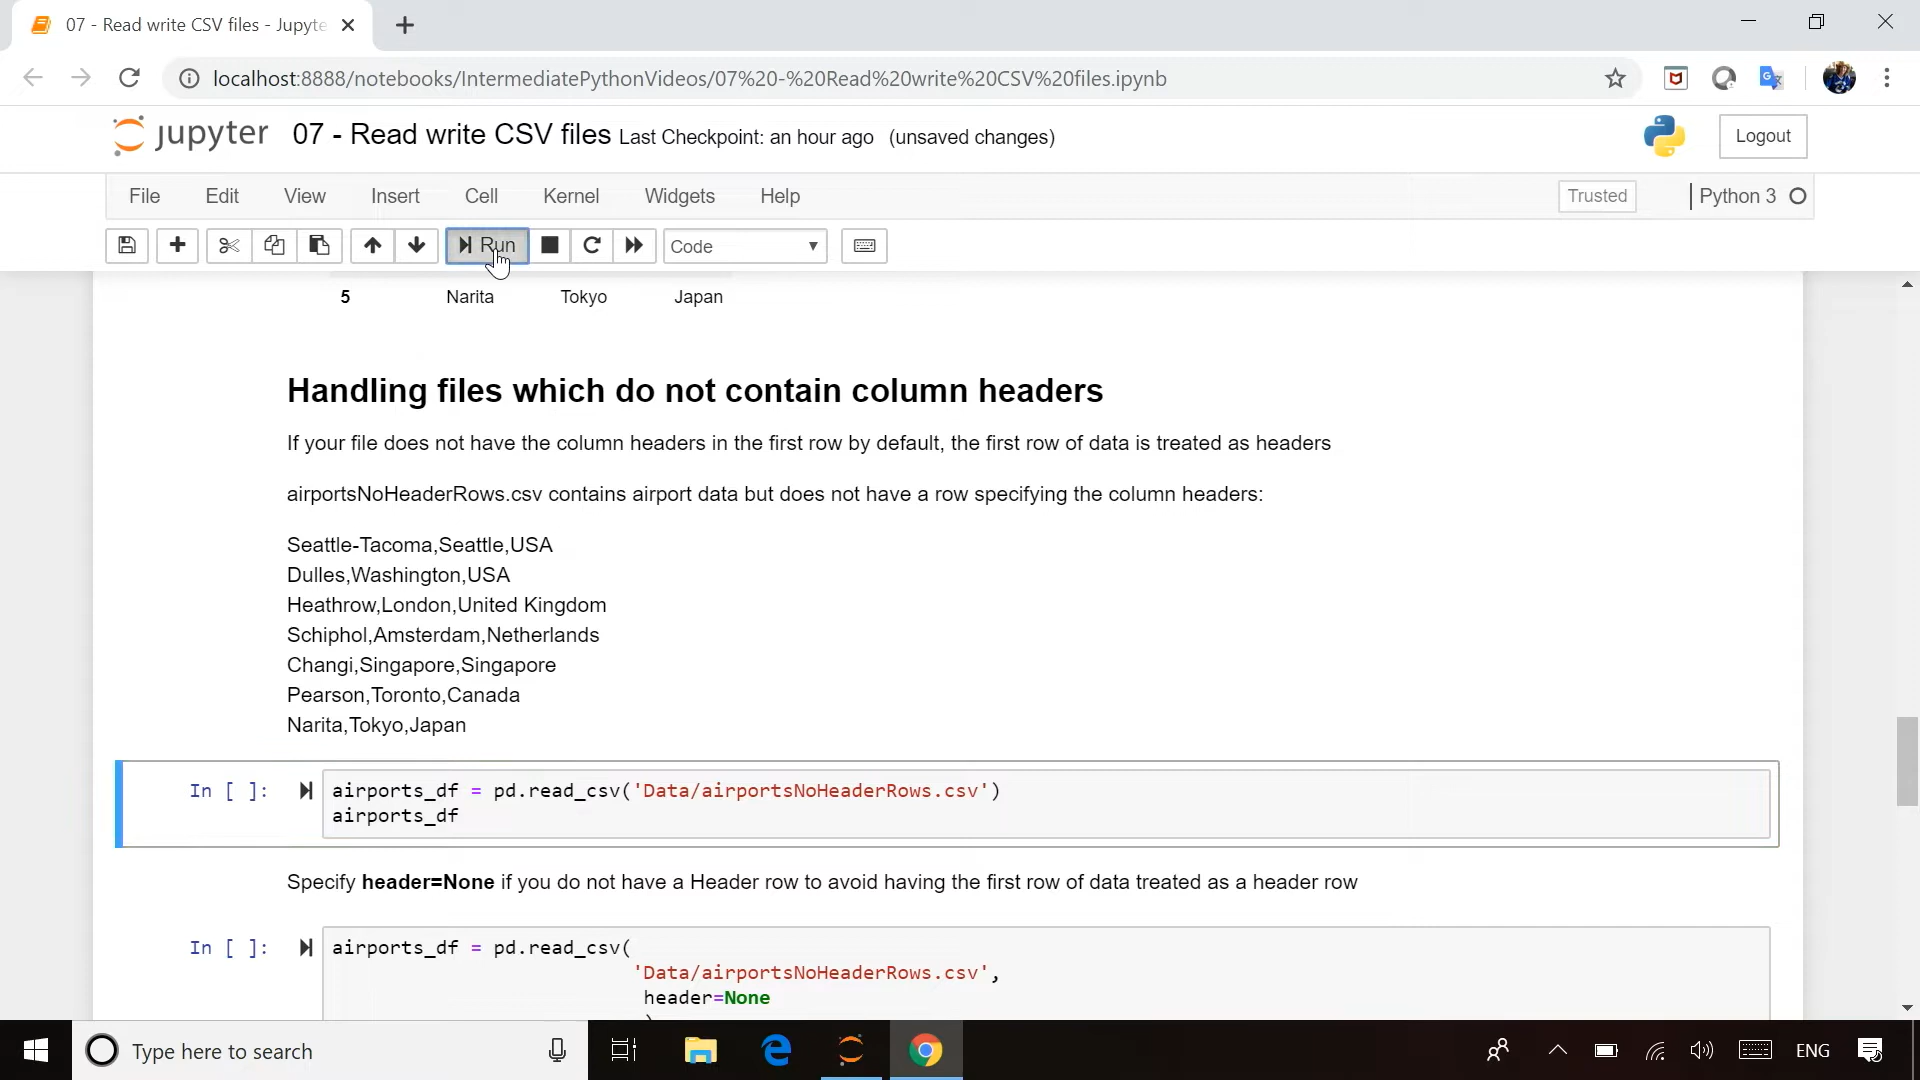 07 - Read write CSV files - Jupyte
localhost:8888/notebooks/IntermediatePythonVideos/07%20-%20Read%20write%20CSV%20files.ipynb
jupyter 07 - Read write CSV files Last Checkpoint: an hour ago (unsaved changes)
Logout
File Edit View Insert Cell Kernel Widgets Help
Trusted
Python 3
Run
Code
5 Narita Tokyo Japan
Handling files which do not contain column headers
If your file does not have the column headers in the first row by default, the first row of data is treated as headers
airportsNoHeaderRows.csv contains airport data but does not have a row specifying the column headers:
Seattle-Tacoma,Seattle,USA
Dulles,Washington,USA
Heathrow,London,United Kingdom
Schiphol,Amsterdam,Netherlands
Changi,Singapore,Singapore
Pearson,Toronto,Canada
Narita,Tokyo,Japan
In [ ]: airports_df = pd.read_csv('Data/airportsNoHeaderRows.csv')
airports_df
Specify header=None if you do not have a Header row to avoid having the first row of data treated as a header row
In [ ]: airports_df = pd.read_csv(
'Data/airportsNoHeaderRows.csv',
header=None
)
Type here to search
ENG